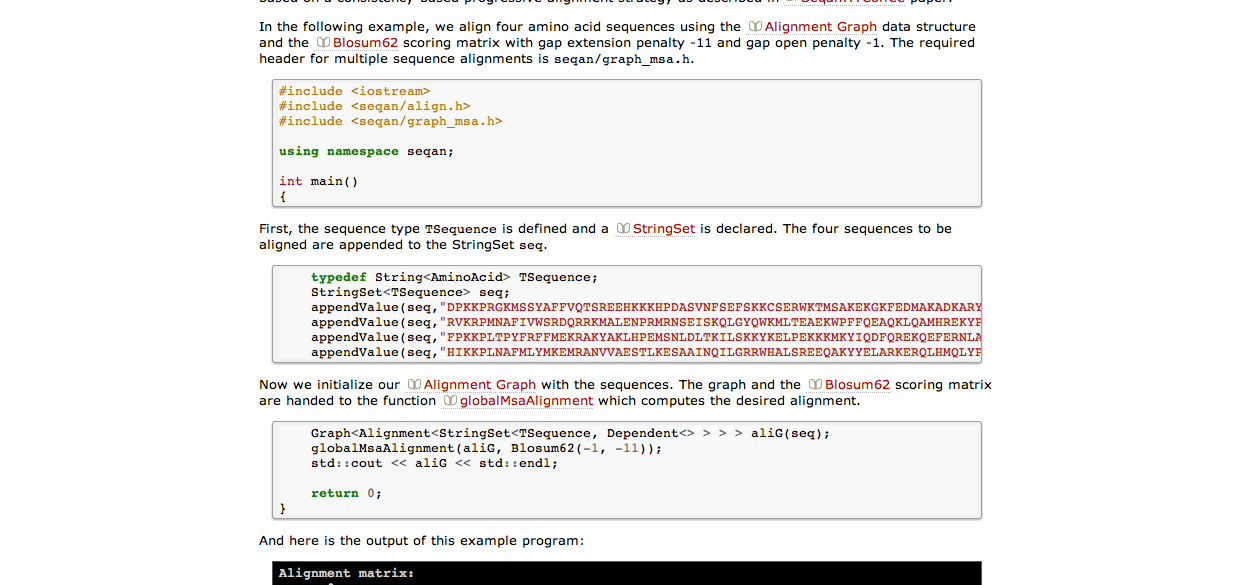 In the following example, we align four amino acid sequences using the Alignment Graph data structure
and the Blosum62 scoring matrix with gap extension penalty -11 and gap open penalty -1. The required
header for multiple sequence alignments is seqan/graph_msa.h.
#include <iostream>
#include <seqan/align.h>
#include <seqan/graph_msa.h>
using namespace seqan;
int main()
{
First, the sequence type TSequence is defined and a StringSet is declared. The four sequences to be
aligned are appended to the StringSet seq.
typedef String<AminoAcid> TSequence;
StringSet<TSequence> seq;
appendValue(seq,"DPKKPRGKMSSYAFFVQTSREEHKKKHPDASVNFSEFSKKCSERWKTMSAKEKGKFEDMAKADKARY
appendValue(seq,"RVKRPMNAFIVWSRDQRRKMALENPRMRNSEISKQLGYQWKMLTEAEKWPFFQEAQKLQAMHREKYP
appendValue(seq,"FPKKPLTPYFRFFMEKRAKYAKLHPEMSNLDLTKILSKKYKELPEKKKMKYIQDFQREKQEFERNLA
appendValue(seq,"HIKKPLNAFMLYMKEMRANVVAESTLKESAAINQILGRRWHALSREEQAKYYELARKERQLHMQLYP
Now we initialize our Alignment Graph with the sequences. The graph and the Blosum62 scoring matrix
are handed to the function globalMsaAlignment which computes the desired alignment.
Graph<Alignment<StringSet<TSequence, Dependent<> > > > aliG(seq);
globalMsaAlignment(aliG, Blosum62(-1, -11));
std::cout << aliG << std::endl;
return 0;
}
And here is the output of this example program:
Alignment matrix: